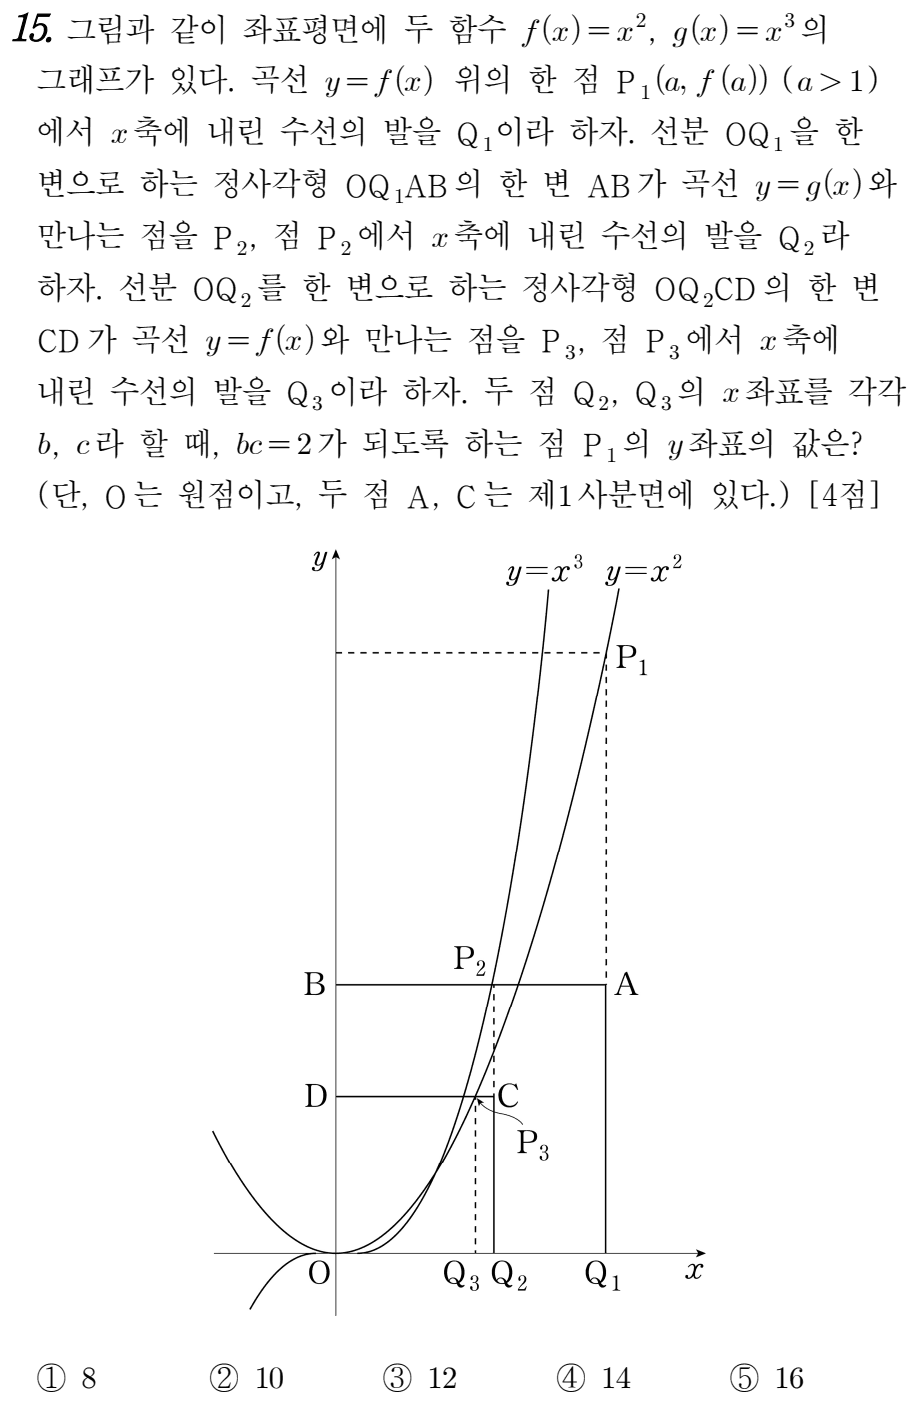 15. 그림과 같이 좌표평면에 두 함수 f(x)=x², g(x)=x³의
그래프가 있다. 곡선 y=f(x) 위의 한 점 P₁(a, f(a)) (a>1)
에서 x축에 내린 수선의 발을 Q₁이라 하자. 선분 OQ₁을 한
변으로 하는 정사각형 OQ₁AB의 한 변 AB가 곡선 y=g(x)와
만나는 점을 P₂, 점 P₂에서 x축에 내린 수선의 발을 Q₂라
하자. 선분 OQ₂를 한 변으로 하는 정사각형 OQ₂CD의 한 변
CD가 곡선 y=f(x)와 만나는 점을 P₃, 점 P₃에서 x축에
내린 수선의 발을 Q₃이라 하자. 두 점 Q₂, Q₃의 x좌표를 각각
b, c라 할 때, bc=2가 되도록 하는 점 P₁의 y좌표의 값은?
(단, O는 원점이고, 두 점 A, C는 제1사분면에 있다.) [4점]
y
y=x³ y=x²
P₁
P₂
B A
D C
P₃
O Q₃ Q₂ Q₁ x
① 8 ② 10 ③ 12 ④ 14 ⑤ 16